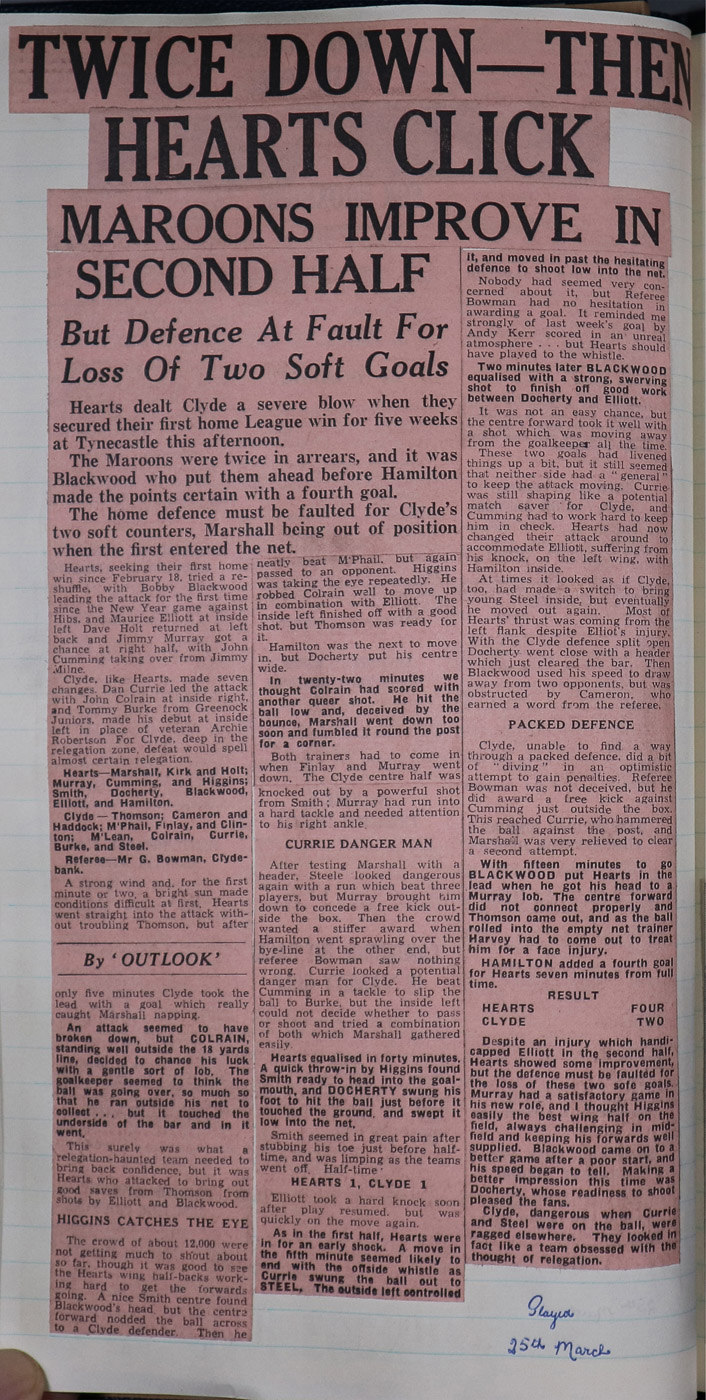 TWICE DOWN—THEN
HEARTS CLICK
MAROONS IMPROVE IN
SECOND HALF
But Defence At Fault For
Loss Of Two Soft Goals
Hearts dealt Clyde a severe blow when they
secured their first home League win for five weeks
at Tynecastle this afternoon.
The Maroons were twice in arrears, and it was
Blackwood who put them ahead before Hamilton
made the points certain with a fourth goal.
The home defence must be faulted for Clyde's
two soft counters, Marshall being out of position
when the first entered the net.
Hearts, seeking their first home
win since February 18, tried a re-
shuffle, with Bobby Blackwood
leading the attack for the first time
since the New Year game against
Hibs, and Maurice Elliott at inside
left Dave Holt returned at left
back and Jimmy Murray got a
chance at right half, with John
Cumming taking over from Jimmy
Milne.
Clyde, like Hearts, made seven
changes. Dan Currie led the attack
with John Colrain at inside right,
and Tommy Burke from Greenock
Juniors, made his debut at inside
left in place of veteran Archie
Robertson For Clyde, deep in the
relegation zone, defeat would spell
almost certain relegation.
Hearts—Marshall, Kirk and Holt;
Murray, Cumming, and Higgins;
Smith, Docherty, Blackwood,
Elliott, and Hamilton.
Clyde — Thomson; Cameron and
Haddock; M'Phail, Finlay, and Clin-
ton; M'Lean, Colrain, Currie,
Burke, and Steel.
Referee—Mr G. Bowman, Clyde-
bank.
A strong wind and, for the first
minute or two, a bright sun made
conditions difficult at first. Hearts
went straight into the attack with-
out troubling Thomson, but after
By 'OUTLOOK'
only five minutes Clyde took the
lead with a goal which really
caught Marshall napping.
An attack seemed to have
broken down, but COLRAIN,
standing well outside the 18 yards
line, decided to chance his luck
with a gentle sort of lob. The
goalkeeper seemed to think the
ball was going over, so much so
that he ran outside his net to
collect . . . but it touched the
underside of the bar and in it
went.
This surely was what a
relegation-haunted team needed to
bring back confidence, but it was
Hearts who attacked to bring out
good saves from Thomson from
shots by Elliott and Blackwood.
HIGGINS CATCHES THE EYE
The crowd of about 12,000 were
not getting much to shout about
so far, though it was good to see
the Hearts wing half-backs work-
ing hard to get the forwards
going. A nice Smith centre found
Blackwood's head, but the centre
forward nodded the ball across
to a Clyde defender. Then he
neatly beat M'Phail, but again
passed to an opponent. Higgins
was taking the eye repeatedly. He
robbed Colrain well to move up
in combination with Elliott. The
inside left finished off with a good
shot, but Thomson was ready for
it.
Hamilton was the next to move
in, but Docherty put his centre
wide.
In twenty-two minutes we
thought Colrain had scored with
another queer shot. He hit the
ball low and, deceived by the
bounce, Marshall went down too
soon and fumbled it round the post
for a corner.
Both trainers had to come in
when Finlay and Murray went
down. The Clyde centre half was
knocked out by a powerful shot
from Smith; Murray had run into
a hard tackle and needed attention
to his right ankle.
CURRIE DANGER MAN
After testing Marshall with a
header, Steele looked dangerous
again with a run which beat three
players, but Murray brought him
down to concede a free kick out-
side the box. Then the crowd
wanted a stiffer award when
Hamilton went sprawling over the
bye-line at the other end, but
referee Bowman saw nothing
wrong. Currie looked a potential
danger man for Clyde. He beat
Cumming in a tackle to slip the
ball to Burke, but the inside left
could not decide whether to pass
or shoot and tried a combination
of both which Marshall gathered
easily.
Hearts equalised in forty minutes.
A quick throw-in by Higgins found
Smith ready to head into the goal-
mouth, and DOCHERTY swung his
foot to hit the ball just before it
touched the ground, and swept it
low into the net.
Smith seemed in great pain after
stubbing his toe just before half-
time, and was limping as the teams
went off. Half-time:
HEARTS 1, CLYDE 1
Elliott took a hard knock soon
after play resumed, but was
quickly on the move again.
As in the first half, Hearts were
in for an early shock. A move in
the fifth minute seemed likely to
end with the offside whistle as
Currie swung the ball out to
STEEL. The outside left controlled
it, and moved in past the hesitating
defence to shoot low into the net.
Nobody had seemed very con-
cerned about it, but Referee
Bowman had no hesitation in
awarding a goal. It reminded me
strongly of last week's goal by
Andy Kerr scored in an unreal
atmosphere . . . but Hearts should
have played to the whistle.
Two minutes later BLACKWOOD
equalised with a strong, swerving
shot to finish off good work
between Docherty and Elliott.
It was not an easy chance, but
the centre forward took it well with
a shot which was moving away
from the goalkeeper all the time.
These two goals had livened
things up a bit, but it still seemed
that neither side had a "general"
to keep the attack moving. Currie
was still shaping like a potential
match saver for Clyde, and
Cumming had to work hard to keep
him in check. Hearts had now
changed their attack around to
accommodate Elliott, suffering from
his knock, on the left wing, with
Hamilton inside.
At times it looked as if Clyde,
too, had made a switch to bring
young Steel inside, but eventually
he moved out again. Most of
Hearts' thrust was coming from the
left flank despite Elliot's injury.
With the Clyde defence split open
Docherty went close with a header
which just cleared the bar. Then
Blackwood used his speed to draw
away from two opponents, but was
obstructed by Cameron, who
earned a word from the referee.
PACKED DEFENCE
Clyde, unable to find a way
through a packed defence, did a bit
of "diving" in an optimistic
attempt to gain penalties. Referee
Bowman was not deceived, but he
did award a free kick against
Cumming just outside the box.
This reached Currie, who hammered
the ball against the post, and
Marshall was very relieved to clear
a second attempt.
With fifteen minutes to go
BLACKWOOD put Hearts in the
lead when he got his head to a
Murray lob. The centre forward
did not connect properly and
Thomson came out, and as the ball
rolled into the empty net trainer
Harvey had to come out to treat
him for a face injury.
HAMILTON added a fourth goal
for Hearts seven minutes from full
time.
RESULT
HEARTS FOUR
CLYDE TWO
Despite an injury which handi-
capped Elliott in the second half,
Hearts showed some improvement,
but the defence must be faulted for
the loss of these two sofe goals.
Murray had a satisfactory game in
his new role, and I thought Higgins
easily the best wing half on the
field, always challenging in mid-
field and keeping his forwards well
supplied. Blackwood came on to a
better game after a poor start, and
his speed began to tell. Making a
better impression this time was
Docherty, whose readiness to shoot
pleased the fans.
Clyde, dangerous when Currie
and Steel were on the ball, were
ragged elsewhere. They looked in
fact like a team obsessed with the
thought of relegation.
Played
25th March